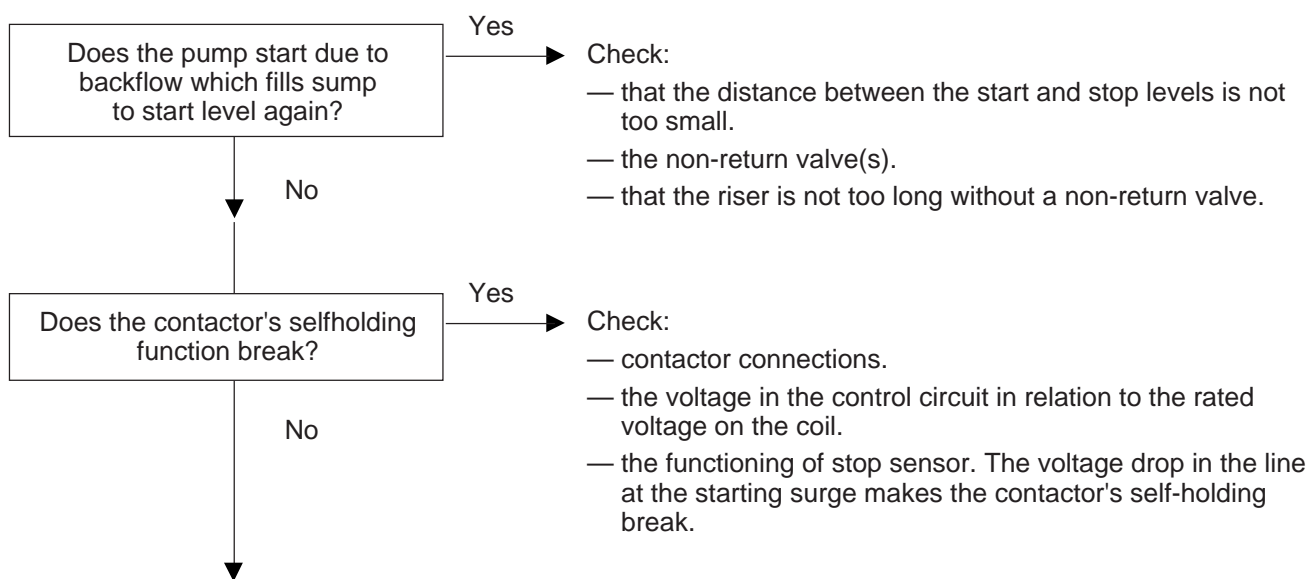 Does the pump start due to
backflow which fills sump
to start level again?
Yes
Check:
— that the distance between the start and stop levels is not
too small.
— the non-return valve(s).
— that the riser is not too long without a non-return valve.
No
Does the contactor's selfholding
function break?
Yes
Check:
— contactor connections.
— the voltage in the control circuit in relation to the rated
voltage on the coil.
— the functioning of stop sensor. The voltage drop in the line
at the starting surge makes the contactor's self-holding
break.
No